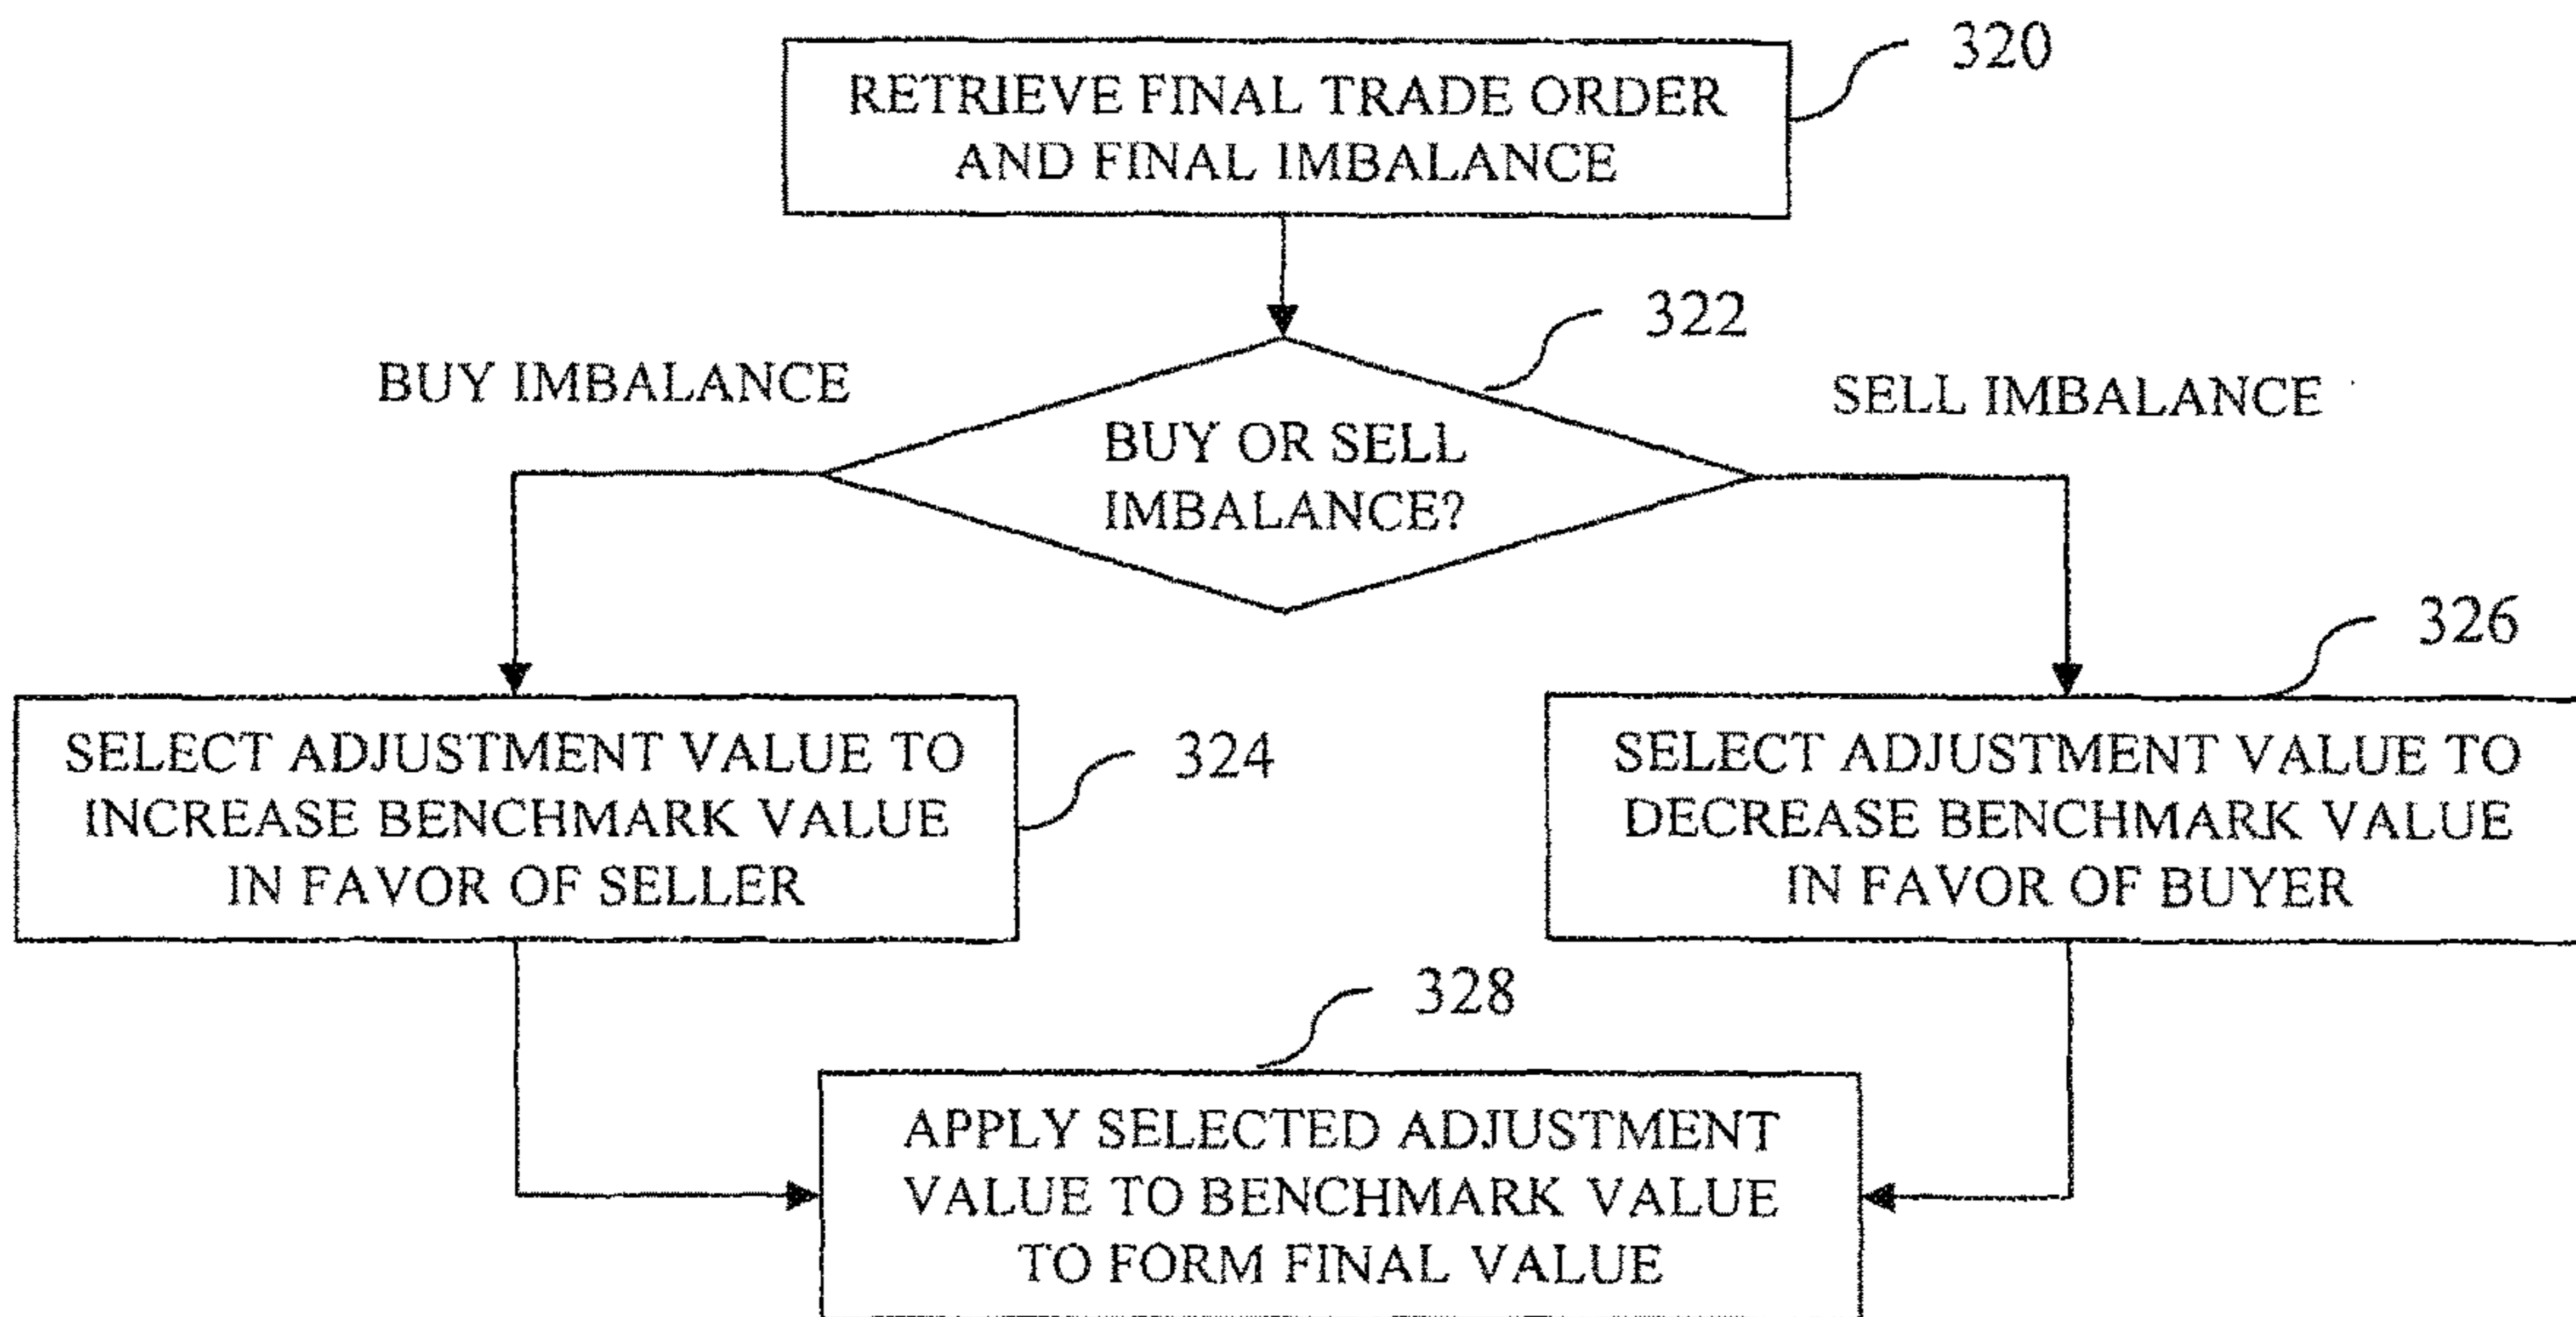 320
RETRIEVE FINAL TRADE ORDER
AND FINAL IMBALANCE
322
BUY IMBALANCE
SELL IMBALANCE
BUY OR SELL
IMBALANCE?
326
324
SELECT ADJUSTMENT VALUE TO
INCREASE BENCHMARK VALUE
IN FAVOR OF SELLER
SELECT ADJUSTMENT VALUE TO
DECREASE BENCHMARK VALUE
IN FAVOR OF BUYER
328
APPLY SELECTED ADJUSTMENT
VALUE TO BENCHMARK VALUE
TO FORM FINAL VALUE